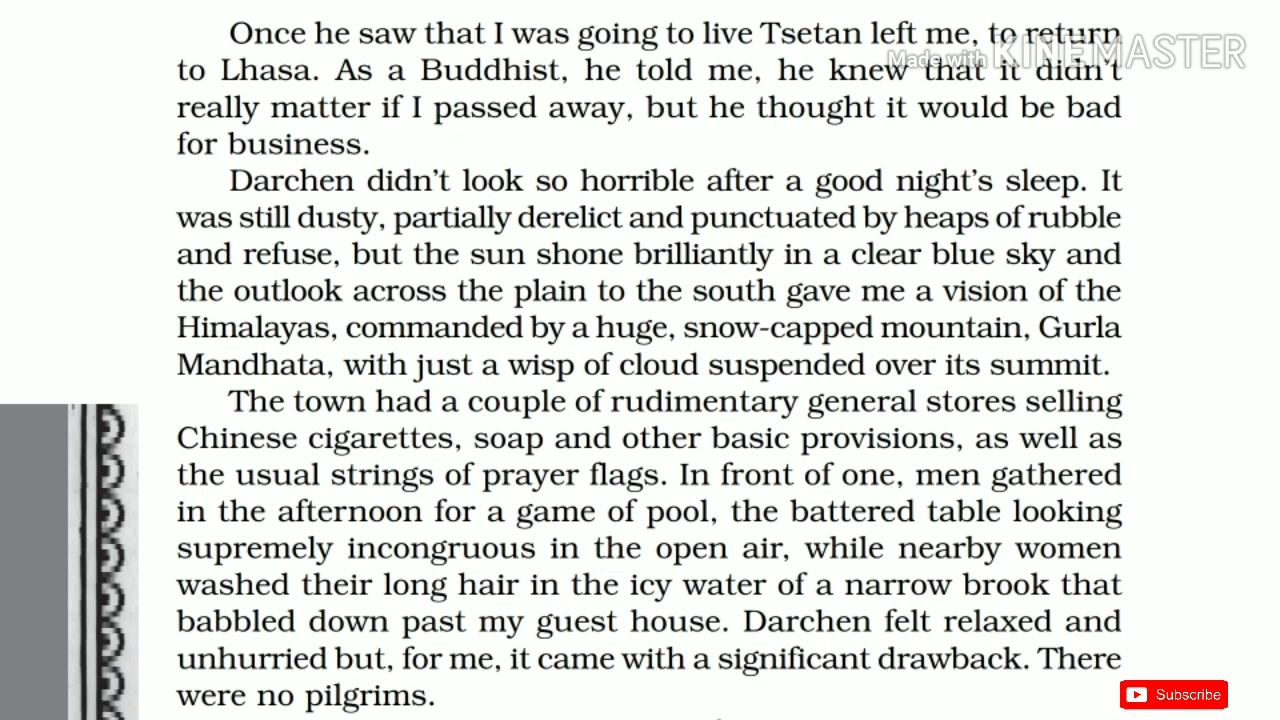 Once he saw that I was going to live Tsetan left me, to return
Made with KINEMASTER
to Lhasa. As a Buddhist, he told me, he knew that it didn't
really matter if I passed away, but he thought it would be bad
for business.
Darchen didn't look so horrible after a good night's sleep. It
was still dusty, partially derelict and punctuated by heaps of rubble
and refuse, but the sun shone brilliantly in a clear blue sky and
the outlook across the plain to the south gave me a vision of the
Himalayas, commanded by a huge, snow-capped mountain, Gurla
Mandhata, with just a wisp of cloud suspended over its summit.
The town had a couple of rudimentary general stores selling
Chinese cigarettes, soap and other basic provisions, as well as
the usual strings of prayer flags. In front of one, men gathered
in the afternoon for a game of pool, the battered table looking
supremely incongruous in the open air, while nearby women
washed their long hair in the icy water of a narrow brook that
babbled down past my guest house. Darchen felt relaxed and
unhurried but, for me, it came with a significant drawback. There
were no pilgrims.
Subscribe